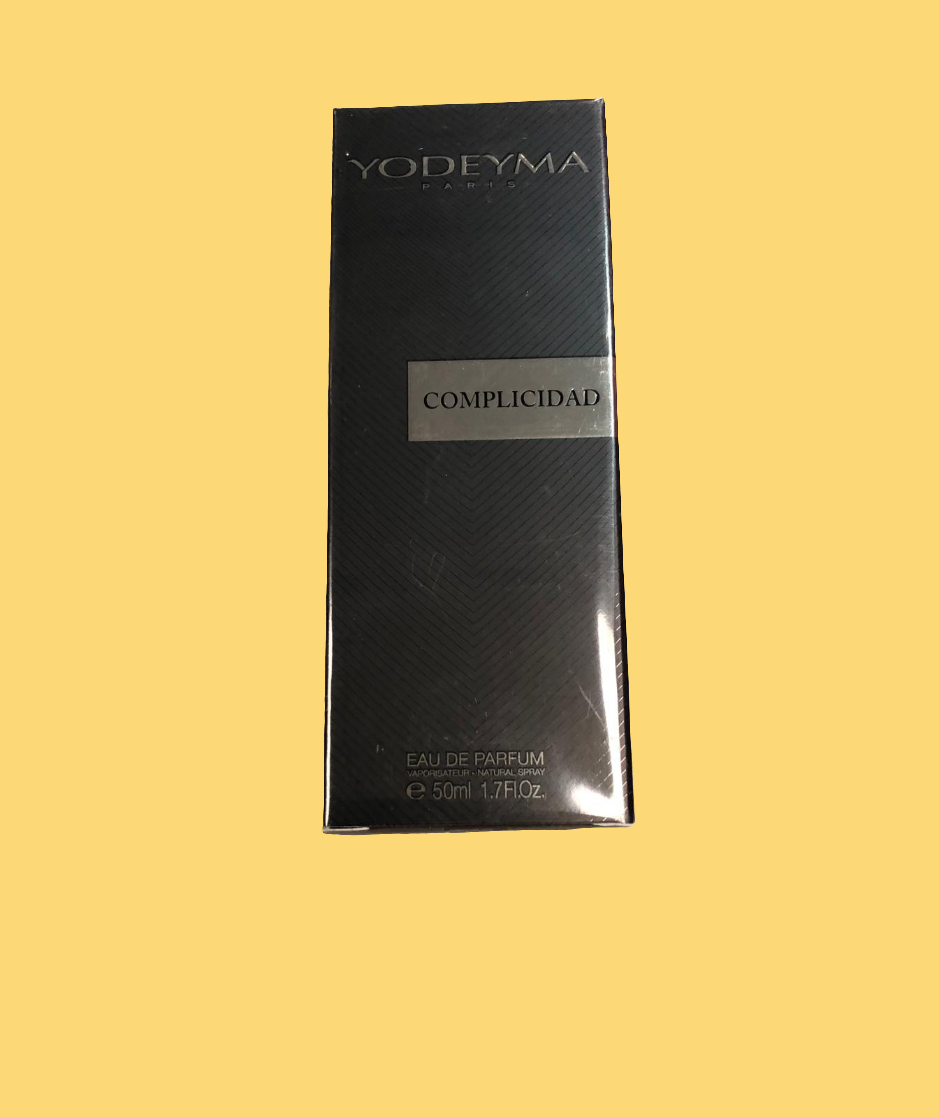 YODEYMA
PARIS
COMPLICIDAD
EAU DE PARFUM
VAPORISATEUR - NATURAL SPRAY
℮ 50ml 1.7Fl.Oz.